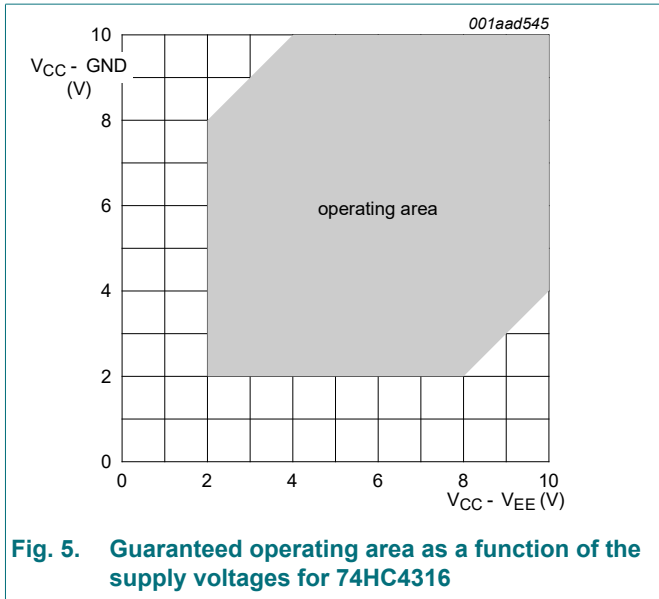 001aad545
10
VCC - GND
(V)
8
6
operating area
4
2
0
0 2 4 6 8 10
VCC - VEE (V)
Fig. 5. Guaranteed operating area as a function of the
supply voltages for 74HC4316